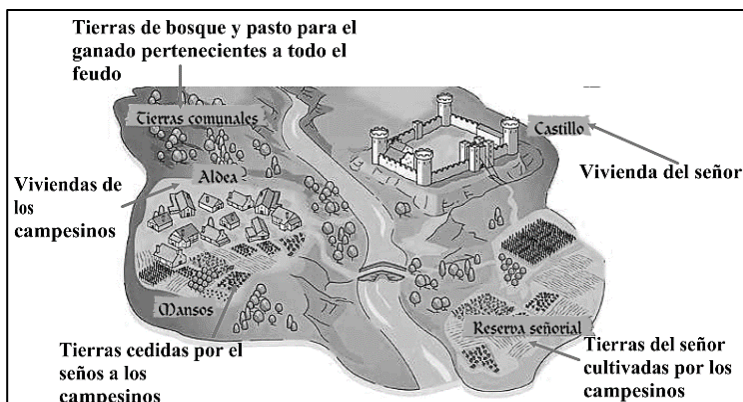 Tierras de bosque y pasto para el
ganado pertenecientes a todo el
feudo
Tierras comunales
Castillo
Vivienda del señor
Aldea
Viviendas de
los
campesinos
Mansos
Reserva señorial
Tierras cedidas por el
seños a los
campesinos
Tierras del señor
cultivadas por los
campesinos